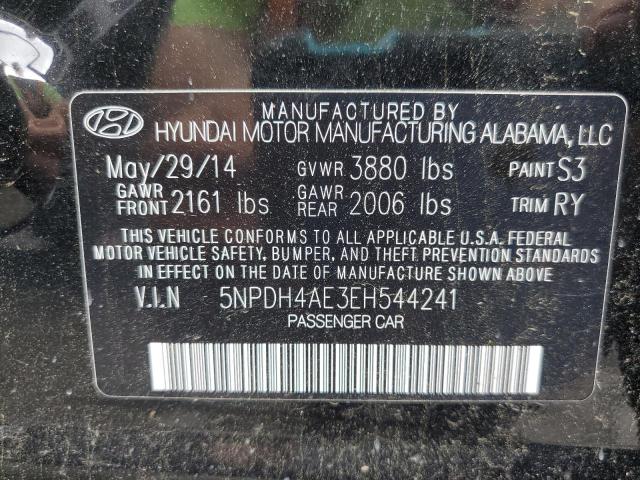 MANUFACTURED BY
HYUNDAI MOTOR MANUFACTURING ALABAMA, LLC
May/29/14 GVWR 3880 lbs PAINT S3
GAWR FRONT 2161 lbs GAWR REAR 2006 lbs TRIM RY
THIS VEHICLE CONFORMS TO ALL APPLICABLE U.S.A. FEDERAL
MOTOR VEHICLE SAFETY, BUMPER, AND THEFT PREVENTION STANDARDS
IN EFFECT ON THE DATE OF MANUFACTURE SHOWN ABOVE.
V.I.N 5NPDH4AE3EH544241
PASSENGER CAR